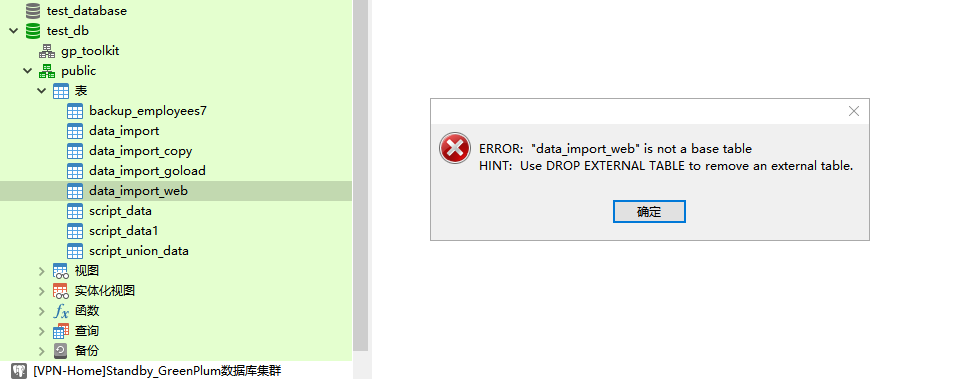 test_database
test_db
gp_toolkit
public
表
backup_employees7
data_import
data_import_copy
data_import_goload
data_import_web
script_data
script_data1
script_union_data
视图
实体化视图
fx 函数
查询
备份
[VPN-Home]Standby_GreenPlum数据库集群
ERROR: "data_import_web" is not a base table
HINT: Use DROP EXTERNAL TABLE to remove an external table.
确定